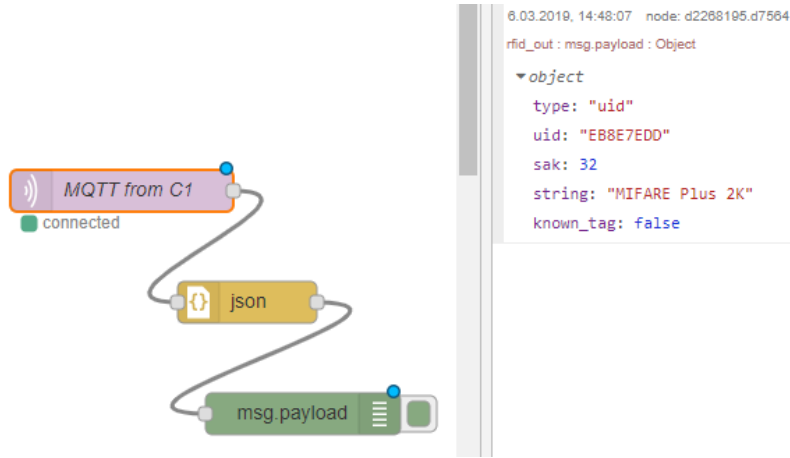 MQTT from C1
connected
json
msg.payload
6.03.2019, 14:48:07 node: d2268195.d7564
rfid_out : msg.payload : Object
object
type: "uid"
uid: "EB8E7EDD"
sak: 32
string: "MIFARE Plus 2K"
known_tag: false